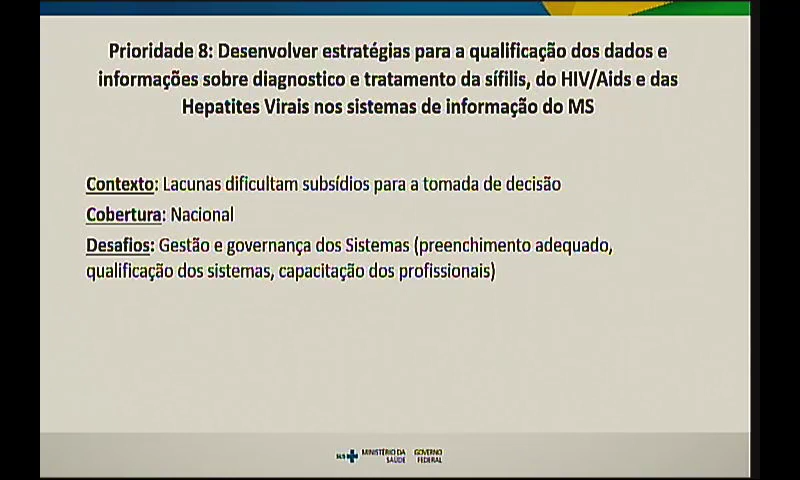 Prioridade 8: Desenvolver estratégias para a qualificação dos dados e
informações sobre diagnostico e tratamento da sífilis, do HIV/Aids e das
Hepatites Virais nos sistemas de informação do MS
Contexto: Lacunas dificultam subsídios para a tomada de decisão
Cobertura: Nacional
Desafios: Gestão e governança dos Sistemas (preenchimento adequado,
qualificação dos sistemas, capacitação dos profissionais)
SUS MINISTÉRIO DA GOVERNO
SAÚDE FEDERAL